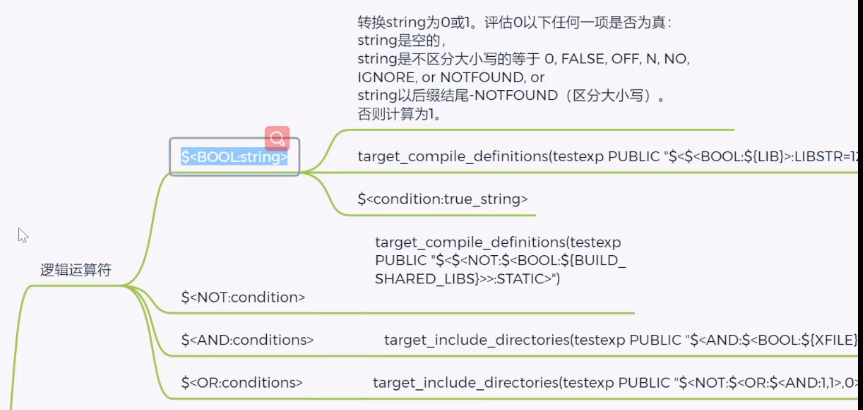 转换string为0或1。评估0以下任何一项是否为真：
string是空的，
string是不区分大小写的等于 0, FALSE, OFF, N, NO,
IGNORE, or NOTFOUND, or
string以后缀结尾-NOTFOUND（区分大小写）。
否则计算为1。
$<BOOL:string>
target_compile_definitions(testexp PUBLIC "$<$<BOOL:${LIB}>:LIBSTR=12
$<condition:true_string>
逻辑运算符
target_compile_definitions(testexp
PUBLIC "$<$<NOT:$<BOOL:${BUILD_
SHARED_LIBS}>>:STATIC>")
$<NOT:condition>
$<AND:conditions>
target_include_directories(testexp PUBLIC "$<AND:$<BOOL:${XFILE}
$<OR:conditions>
target_include_directories(testexp PUBLIC "$<NOT:$<OR:$<AND:1,1>,0>